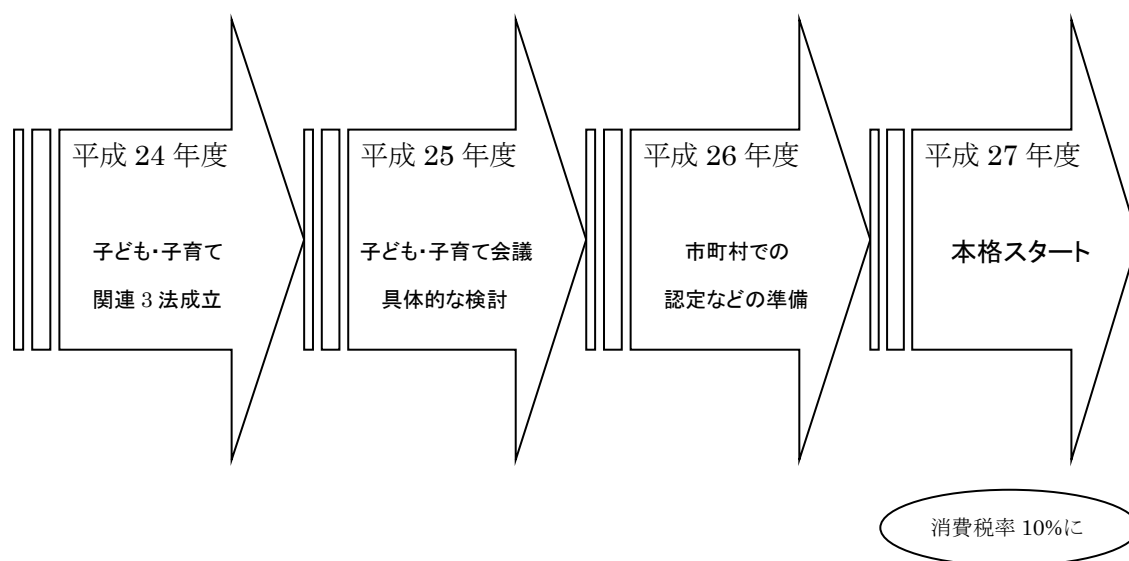 平成 24 年度
子ども・子育て
関連 3 法成立
平成 25 年度
子ども・子育て会議
具体的な検討
平成 26 年度
市町村での
認定などの準備
平成 27 年度
本格スタート
消費税率 10%に